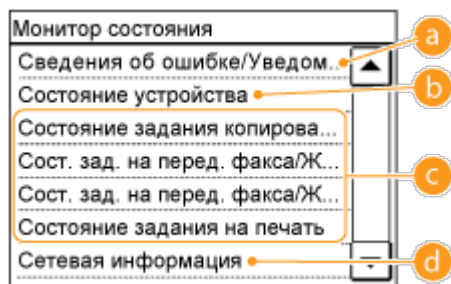 Монитор состояния
Сведения об ошибке/Уведом..
a
Состояние устройства
b
Состояние задания копирова...
Сост. зад. на перед. факса/Ж...
Сост. зад. на перед. факса/Ж...
c
Состояние задания на печать
Сетевая информация
d